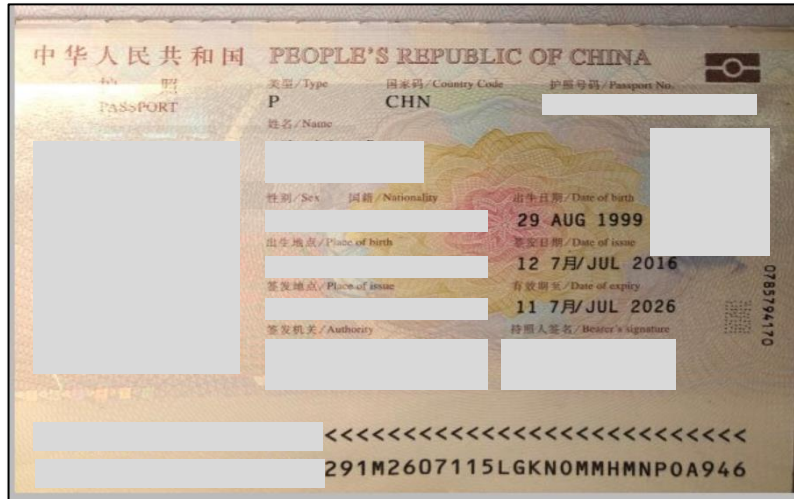 中华人民共和国 PEOPLE'S REPUBLIC OF CHINA
护 照 类型/Type 国家码/Country Code 护照号码/Passport No.
PASSPORT P CHN
姓名/Name
性别/Sex 国籍/Nationality 出生日期/Date of birth
29 AUG 1999
出生地点/Place of birth 签发日期/Date of issue
12 7月/JUL 2016
签发地点/Place of issue 有效期至/Date of expiry
11 7月/JUL 2026
签发机关/Authority 持照人签名/Bearer's signature
0785794170
<<<<<<<<<<<<<<<<<<<<<<<<<<<
291M2607115LGKNOMMHMNPOA946